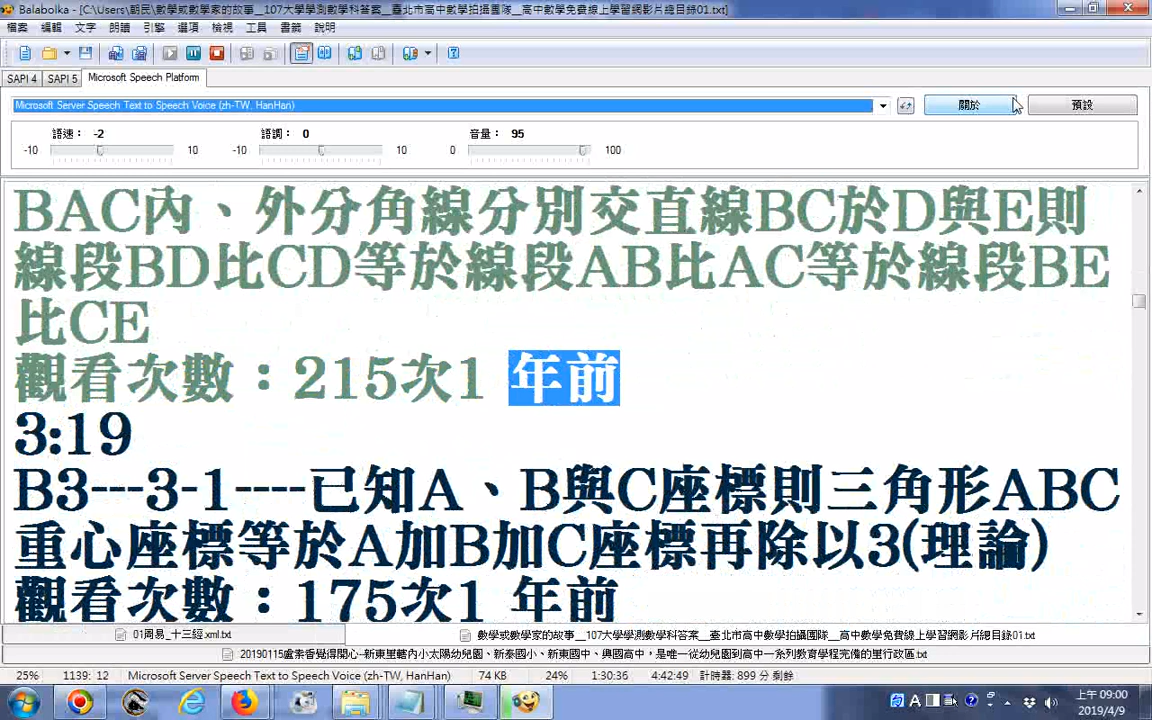 Balabolka - [C:\Users\朝民\數學或數學家的故事__107大學學測數學科答案__臺北市高中數學拍攝團隊__高中數學免費線上學習網影片總目錄01.txt]
檔案 編輯 文字 朗讀 引擎 選項 檢視 工具 書籤 說明
SAPI 4 SAPI 5 Microsoft Speech Platform
Microsoft Server Speech Text to Speech Voice (zh-TW, HanHan) 關於 預設
語速： -2 語調： 0 音量： 95
-10 10 -10 10 0 100
BAC內、外分角線分別交直線BC於D與E則
線段BD比CD等於線段AB比AC等於線段BE
比CE
觀看次數：215次1 年前
3:19
B3---3-1----已知A、B與C座標則三角形ABC
重心座標等於A加B加C座標再除以3(理論)
觀看次數：175次1 年前
01周易_十三經.xml.txt 數學或數學家的故事__107大學學測數學科答案__臺北市高中數學拍攝團隊__高中數學免費線上學習網影片總目錄01.txt
20190115盧素香覺得開心--新東里轄內小太陽幼兒園、新泰國小、新東國中、興國高中，是唯一從幼兒園到高中一系列教育學程完備的里行政區.txt
25% 1139: 12 Microsoft Server Speech Text to Speech Voice (zh-TW, HanHan) 74 KB 24% 1:30:36 4:42:49 計時器: 899 分 剩餘
上午 09:00
2019/4/9